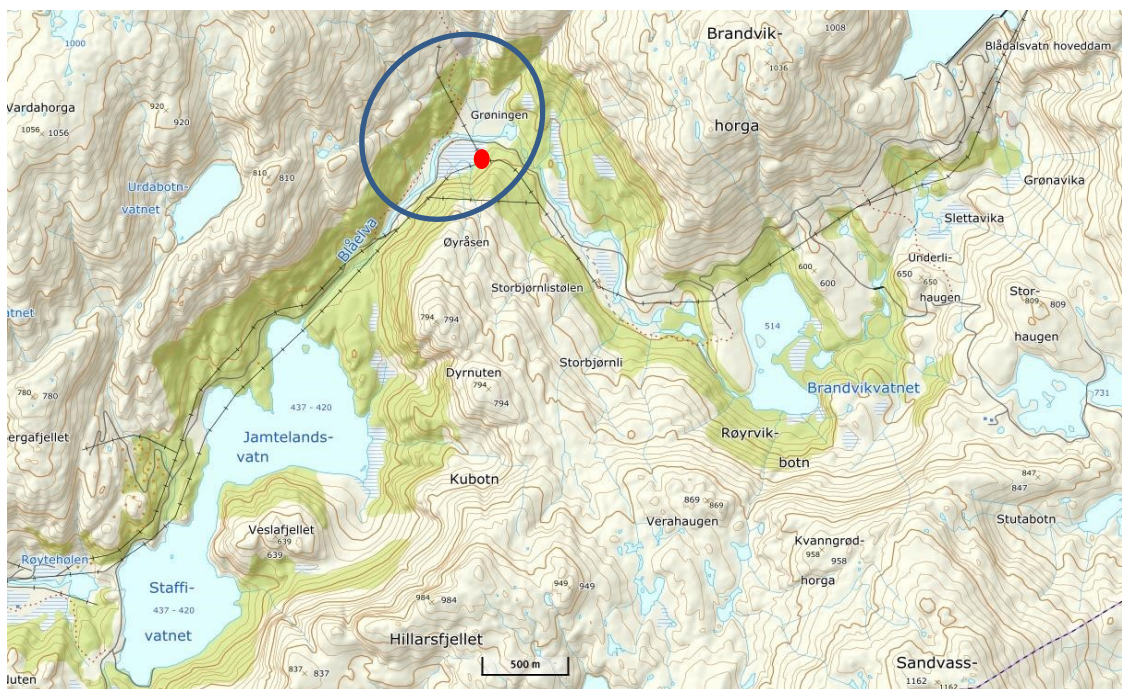 1000
Brandvik-
1008
Blådalsvatn hoveddam
1036
Vardahorga
1056 1056
920
920
Grøningen
horga
810 810
Urdabotn-
vatnet
Grønavika
Slettavika
Blåelva
Øyråsen
Underli-
650 650
haugen
600
600
Storbjørnlistølen
Stor-
809 809
haugen
794 794
514
437 - 420
Storbjørnli
Dyrnuten
794
794
Brandvikvatnet
731
780
780
Jamtelands-
vatn
Røyrvik-
botn
Kubotn
847
847
Stutabotn
869 869
Verahaugen
Veslafjellet
639
639
Kvanngrød-
958 958
horga
Røytehølen
Staffi-
437 - 420
vatnet
949 949
984 984
Hillarsfjellet
837 837
500 m
Sandvass-
1162 1162